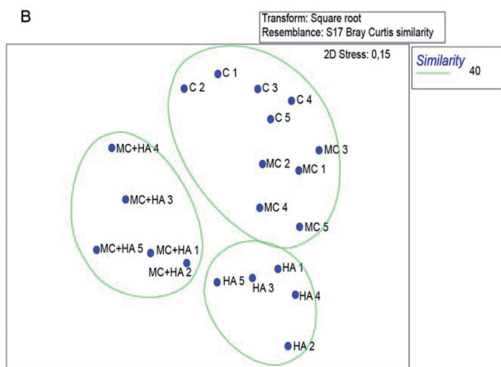 B
Transform: Square root
Resemblance: S17 Bray Curtis similarity
2D Stress: 0,15
Similarity
40
C 1
C 2
C 3
C 4
C 5
MC 3
MC 2
MC 1
MC 4
MC 5
MC+HA 4
MC+HA 3
MC+HA 5
MC+HA 1
MC+HA 2
HA 1
HA 5
HA 3
HA 4
HA 2